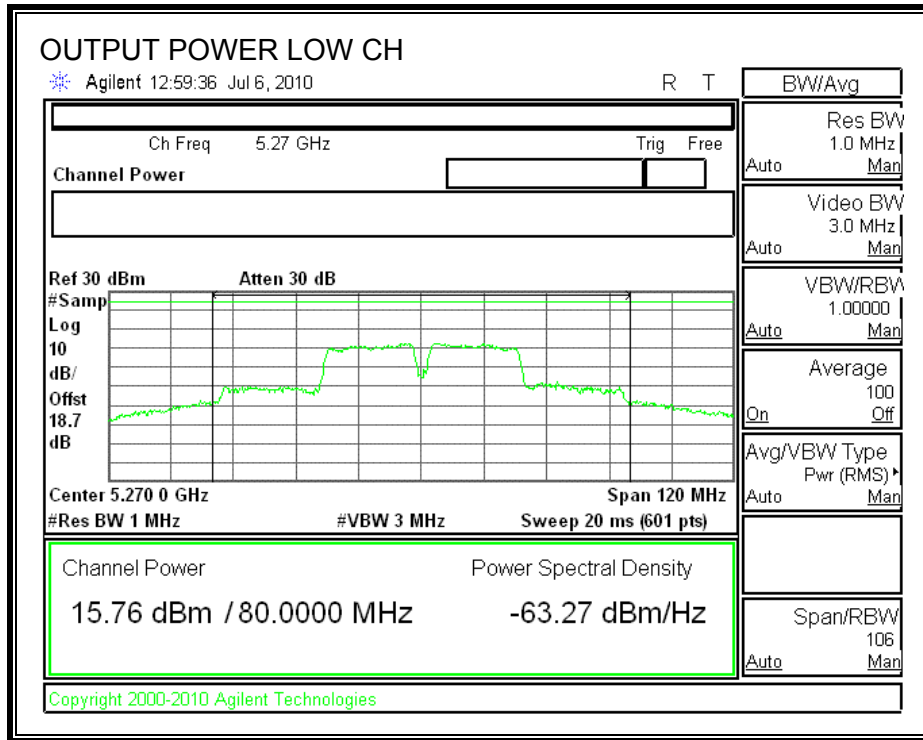 OUTPUT POWER LOW CH
Agilent 12:59:36 Jul 6, 2010 R T
Ch Freq 5.27 GHz Trig Free
Channel Power
Ref 30 dBm Atten 30 dB
#Samp
Log
10
dB/
Offst
18.7
dB
Center 5.270 0 GHz Span 120 MHz
#Res BW 1 MHz #VBW 3 MHz Sweep 20 ms (601 pts)
Channel Power Power Spectral Density
15.76 dBm / 80.0000 MHz -63.27 dBm/Hz
Copyright 2000-2010 Agilent Technologies
BW/Avg
Res BW
1.0 MHz
Auto Man
Video BW
3.0 MHz
Auto Man
VBW/RBW
1.00000
Auto Man
Average
100
On Off
Avg/VBW Type
Pwr (RMS)
Auto Man
Span/RBW
106
Auto Man